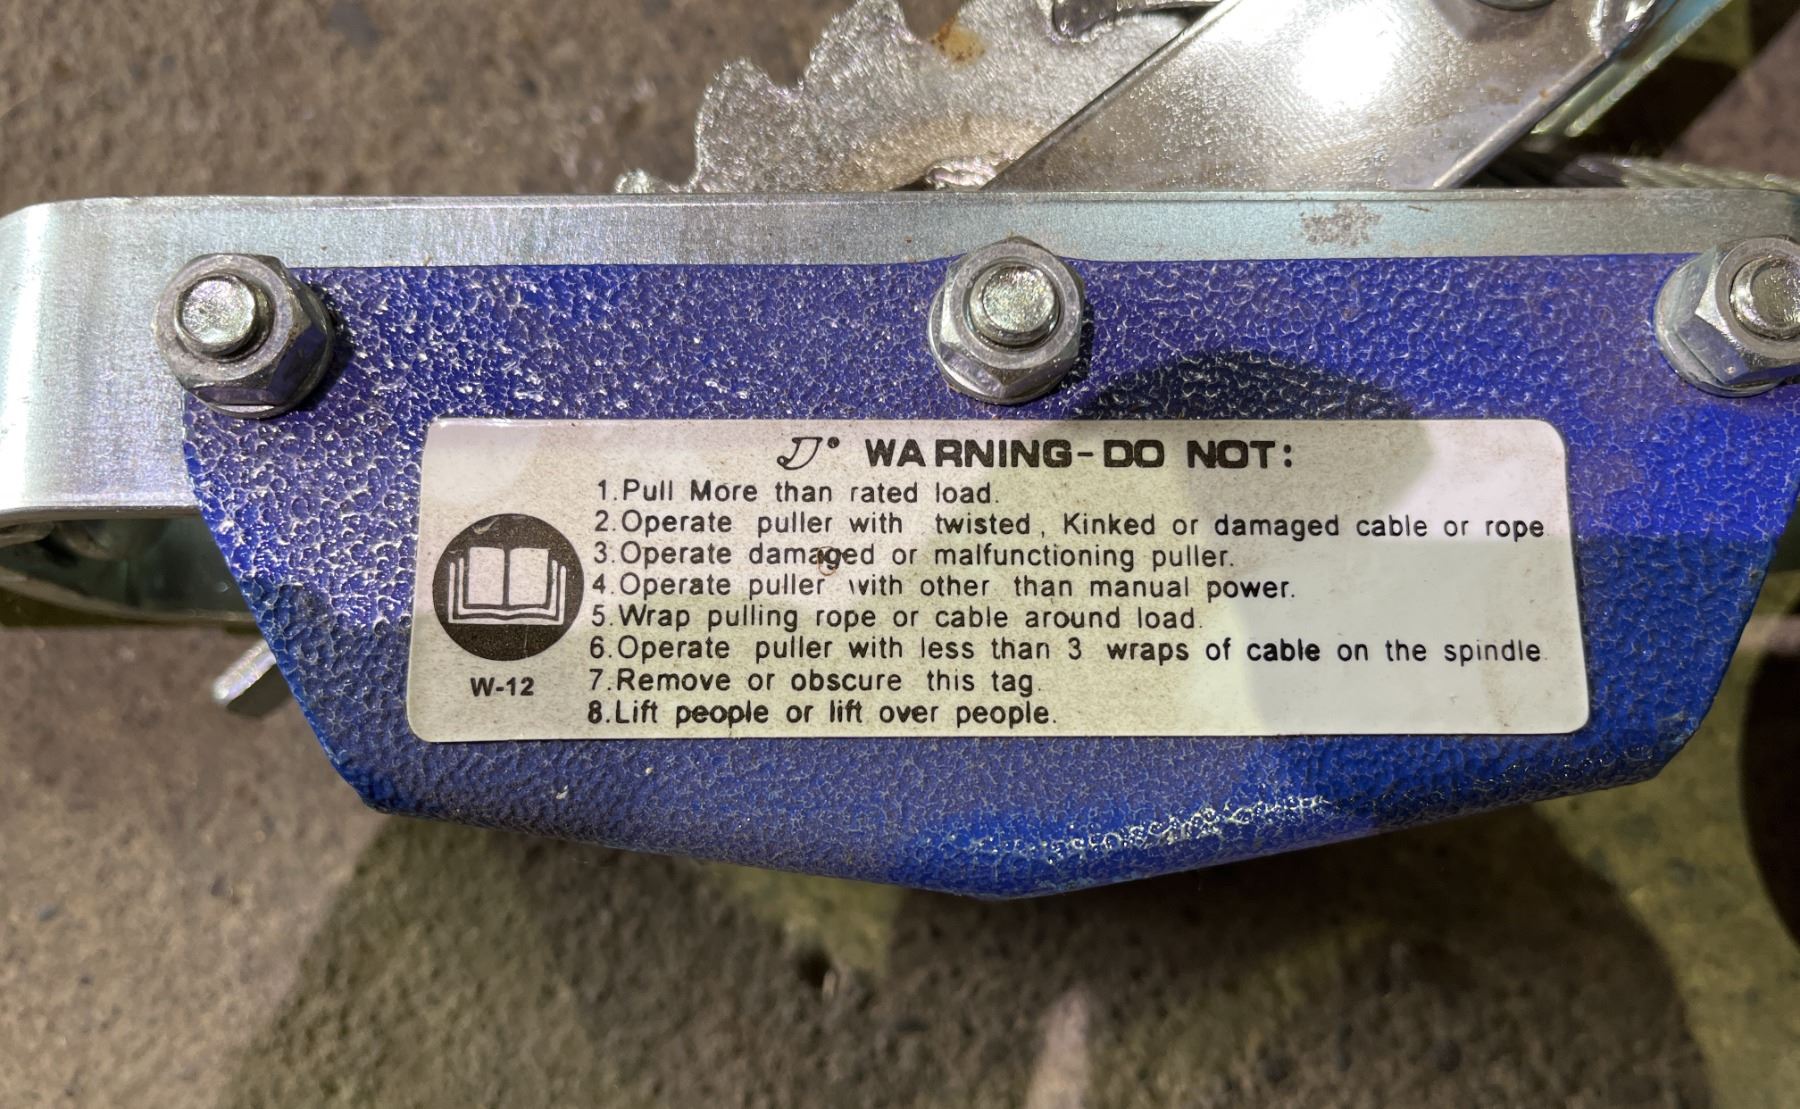 WARNING-DO NOT:
1.Pull More than rated load.
2.Operate puller with twisted, Kinked or damaged cable or rope
3.Operate damaged or malfunctioning puller.
4.Operate puller with other than manual power.
5.Wrap pulling rope or cable around load.
6.Operate puller with less than 3 wraps of cable on the spindle.
7.Remove or obscure this tag.
8.Lift people or lift over people.
W-12